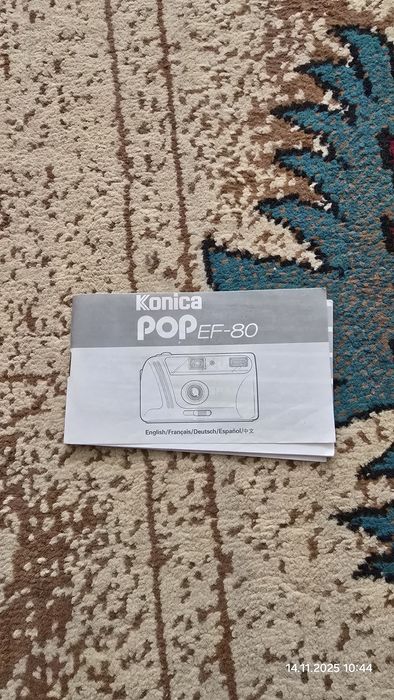 Konica
POP EF-80
English/Français/Deutsch/Español/中文
14.11.2025 10:44